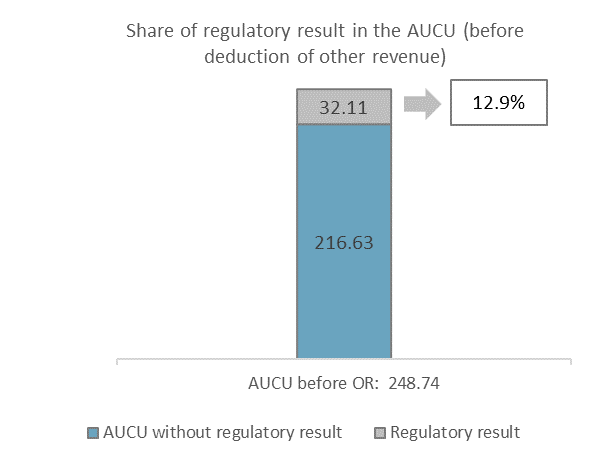 Share of regulatory result in the AUCU (before
deduction of other revenue)
32.11
12.9%
216.63
AUCU before OR:  248.74
AUCU without regulatory result
Regulatory result